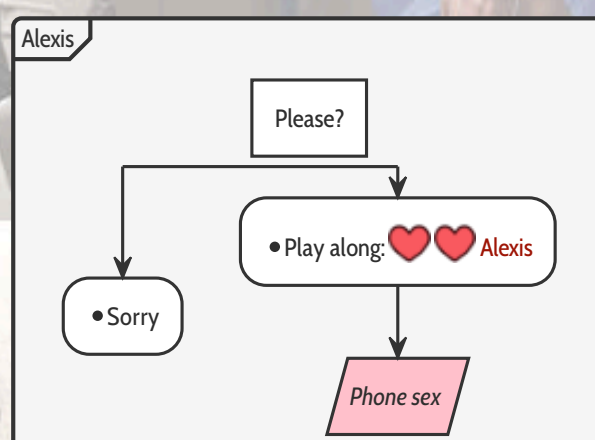 Alexis
Please?
•Play along: Alexis
•Sorry
Phone sex